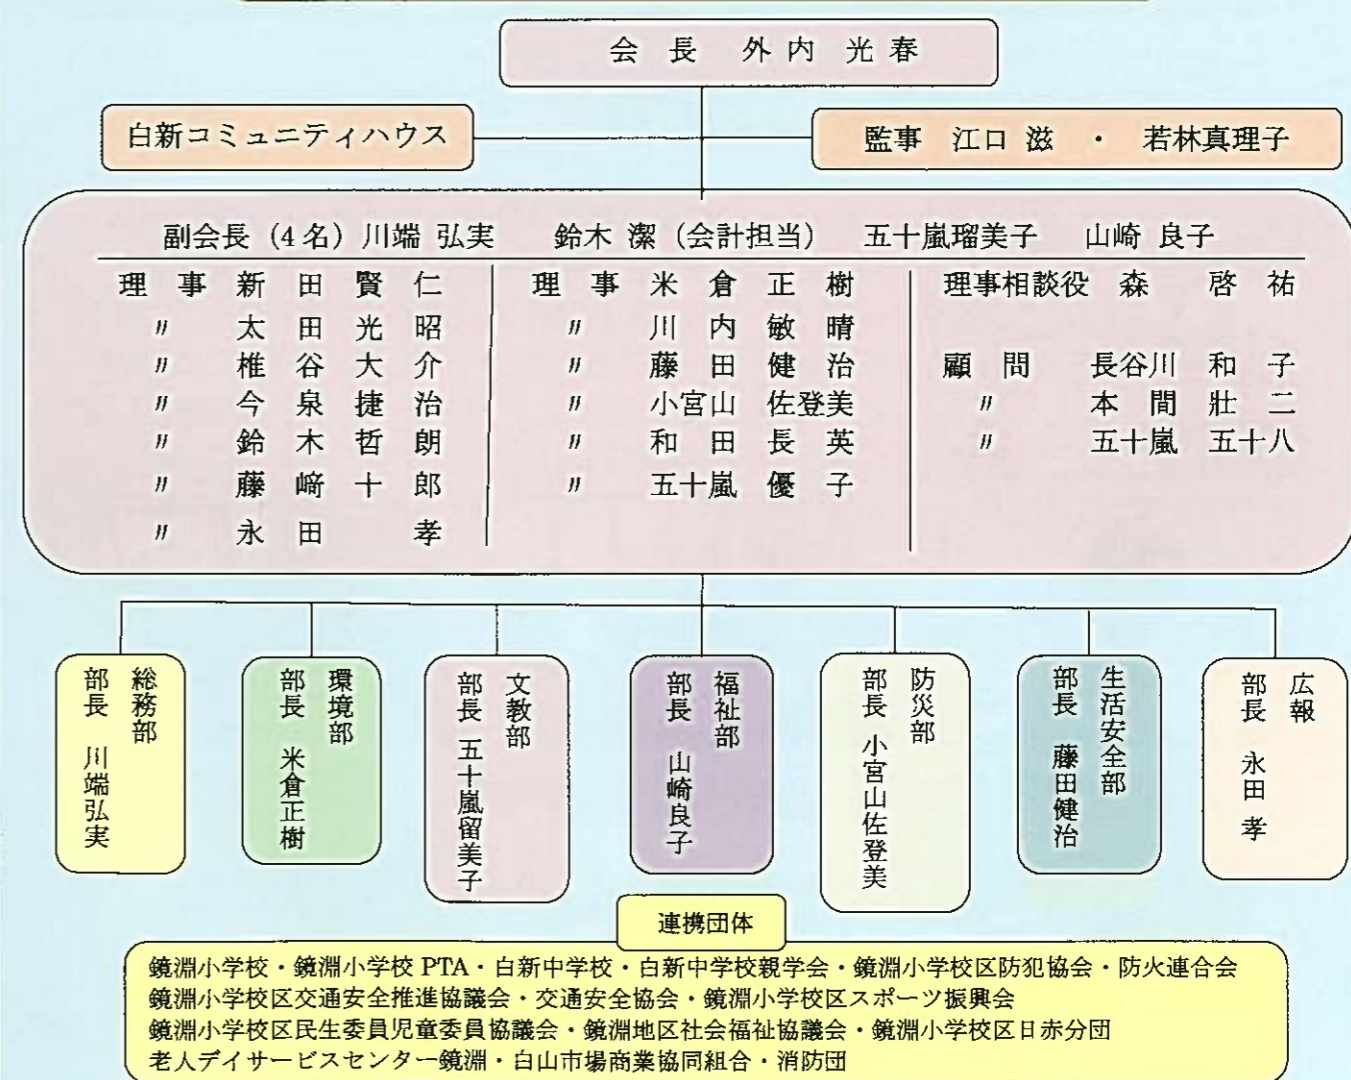 会 長 外 内 光 春
白新コミュニティハウス
監事 江口 滋 ・ 若林真理子
副会長（4名）川端 弘実 鈴木 潔（会計担当） 五十嵐瑠美子 山崎 良子
理 事 新 田 賢 仁
〃 太 田 光 昭
〃 椎 谷 大 介
〃 今 泉 捷 治
〃 鈴 木 哲 朗
〃 藤 﨑 十 郎
〃 永 田 孝
理 事 米 倉 正 樹
〃 川 内 敏 晴
〃 藤 田 健 治
〃 小宮山 佐登美
〃 和 田 長 英
〃 五十嵐 優 子
理事相談役 森 啓 祐
顧 問 長谷川 和 子
〃 本 間 壯 二
〃 五十嵐 五十八
総務部
部長 川端弘実
環境部
部長 米倉正樹
文教部
部長 五十嵐留美子
福祉部
部長 山崎良子
防災部
部長 小宮山佐登美
生活安全部
部長 藤田健治
広報
部長 永田 孝
連携団体
鏡淵小学校・鏡淵小学校 PTA・白新中学校・白新中学校親学会・鏡淵小学校区防犯協会・防火連合会
鏡淵小学校区交通安全推進協議会・交通安全協会・鏡淵小学校区スポーツ振興会
鏡淵小学校区民生委員児童委員協議会・鏡淵地区社会福祉協議会・鏡淵小学校区日赤分団
老人デイサービスセンター鏡淵・白山市場商業協同組合・消防団